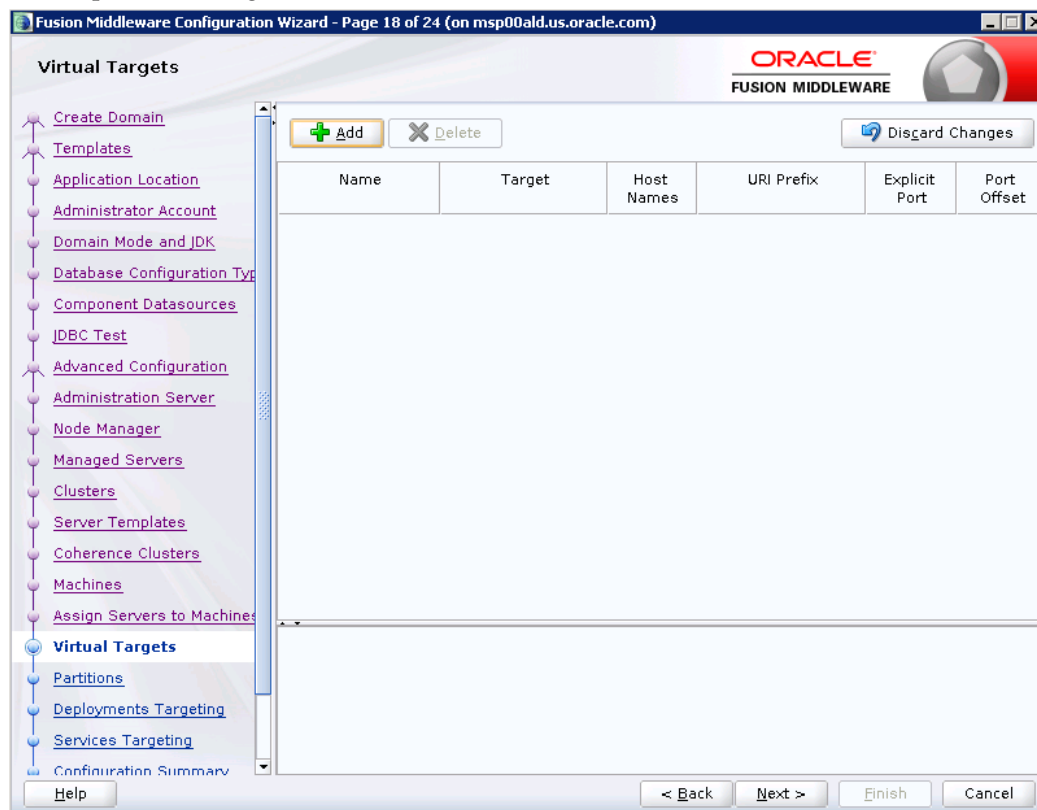 Fusion Middleware Configuration Wizard - Page 18 of 24 (on msp00ald.us.oracle.com)
Virtual Targets
ORACLE
FUSION MIDDLEWARE
Create Domain
Templates
Application Location
Administrator Account
Domain Mode and JDK
Database Configuration Typ
Component Datasources
JDBC Test
Advanced Configuration
Administration Server
Node Manager
Managed Servers
Clusters
Server Templates
Coherence Clusters
Machines
Assign Servers to Machines
Virtual Targets
Partitions
Deployments Targeting
Services Targeting
Configuration Summary
Add Delete Discard Changes
Name Target Host Names URI Prefix Explicit Port Port Offset
Help < Back Next > Finish Cancel